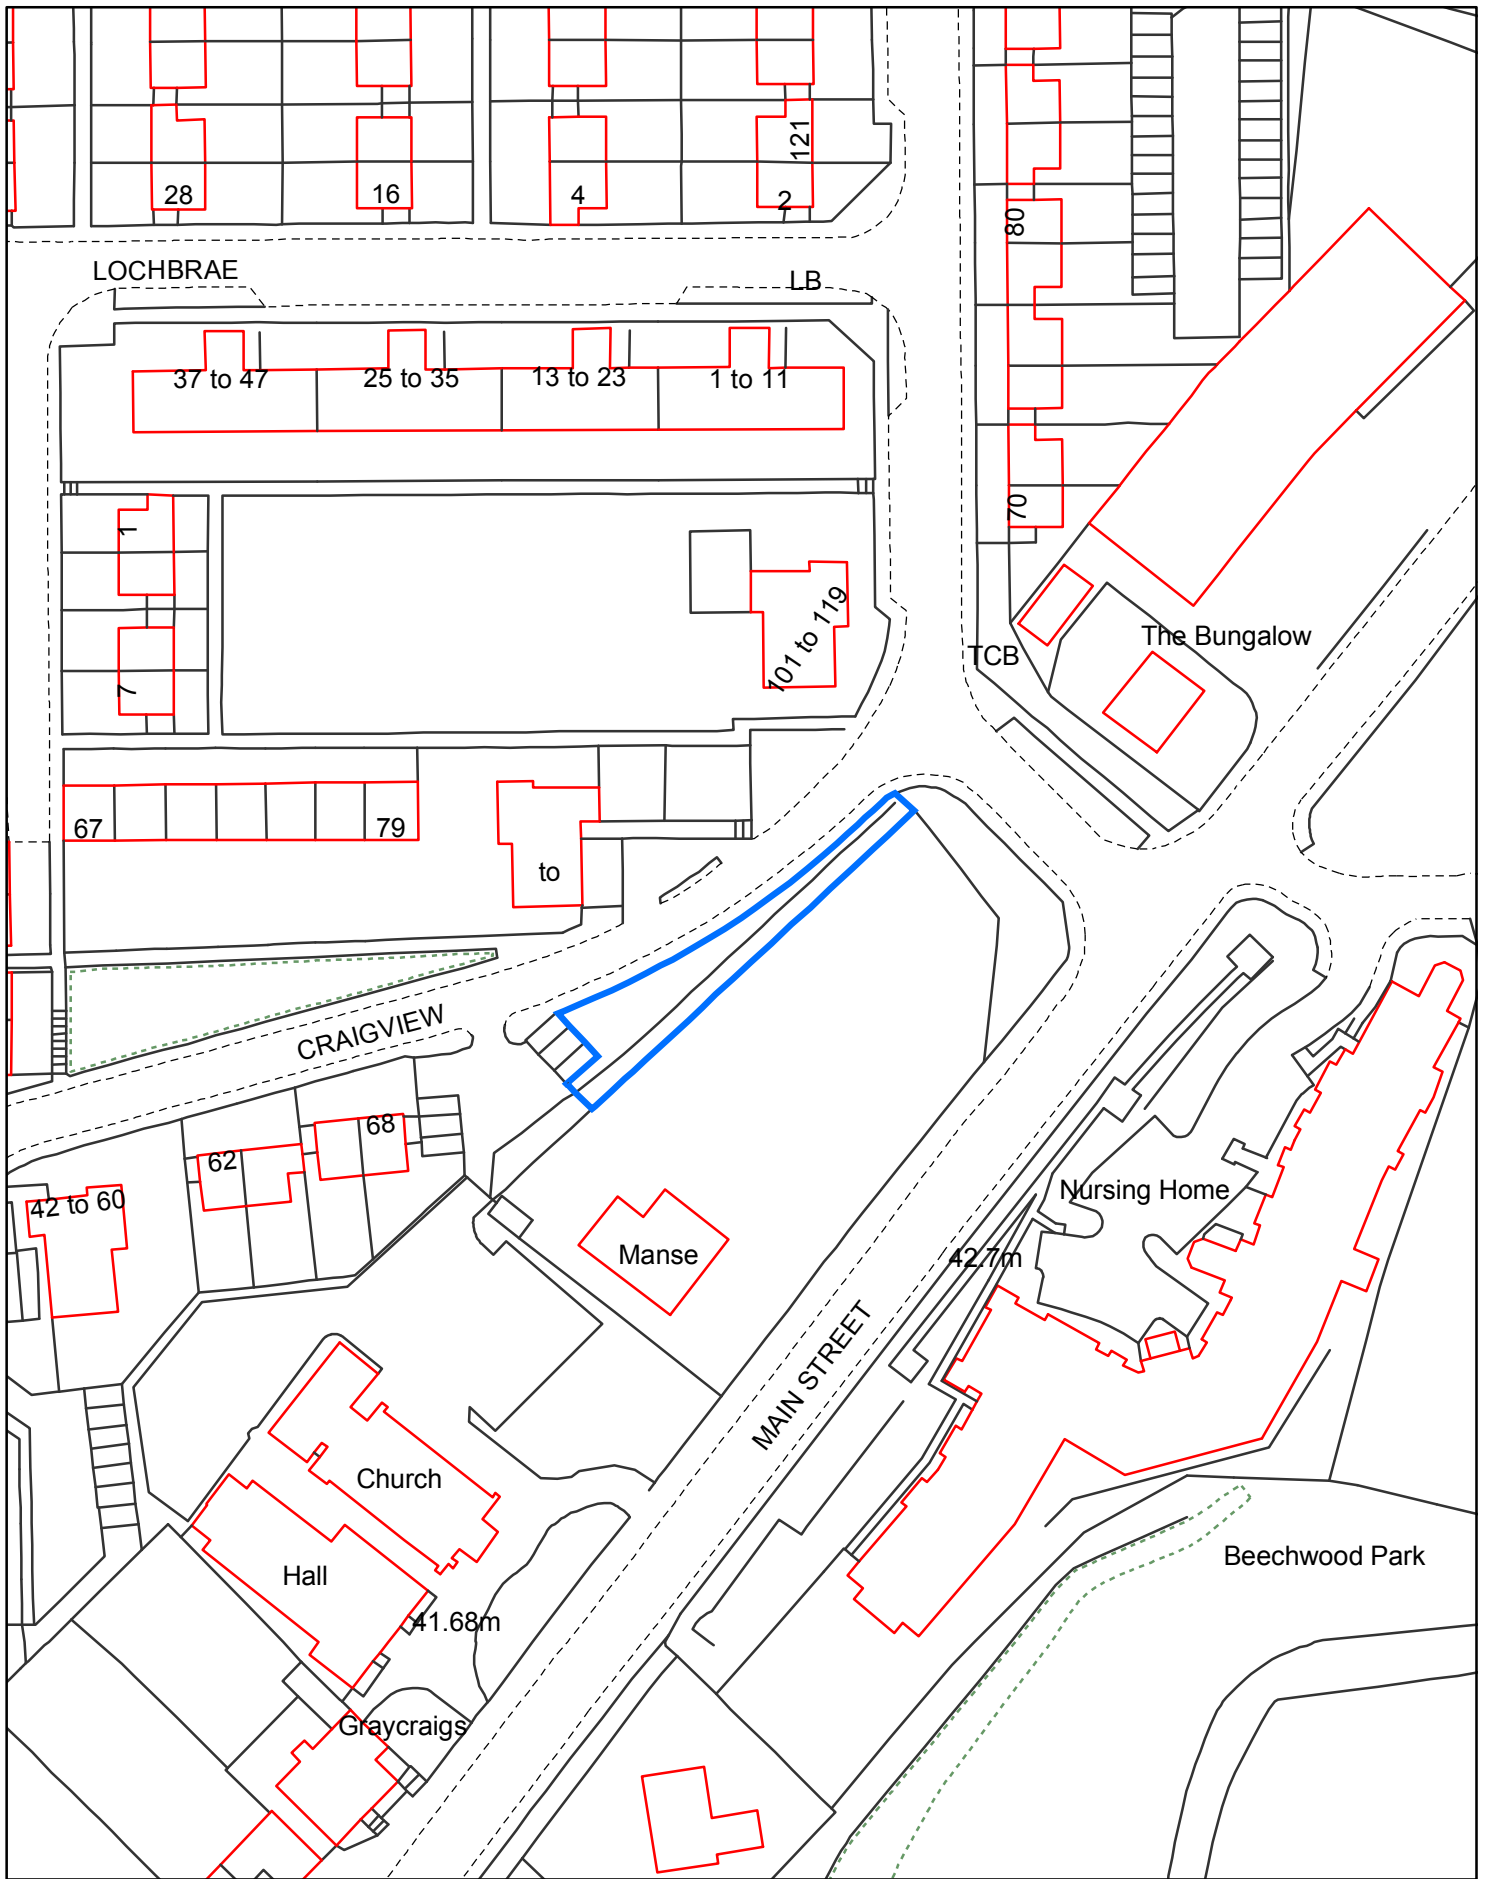 121
28
16
4
2
80
LOCHBRAE
LB
37 to 47
25 to 35
13 to 23
1 to 11
1
70
101 to 119
The Bungalow
TCB
7
67
79
to
CRAIGVIEW
68
62
42 to 60
Nursing Home
Manse
42.7m
MAIN STREET
Church
Beechwood Park
Hall
41.68m
Graycraigs